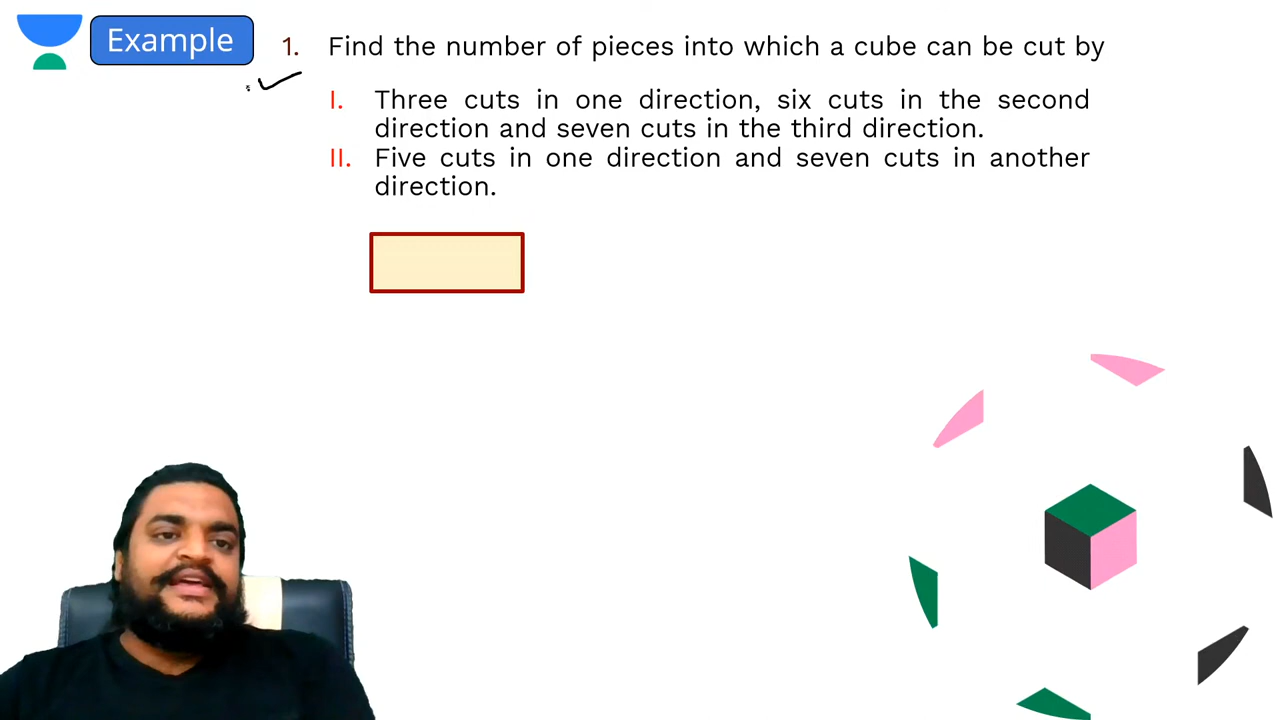 Example
1. Find the number of pieces into which a cube can be cut by
I. Three cuts in one direction, six cuts in the second
direction and seven cuts in the third direction.
II. Five cuts in one direction and seven cuts in another
direction.